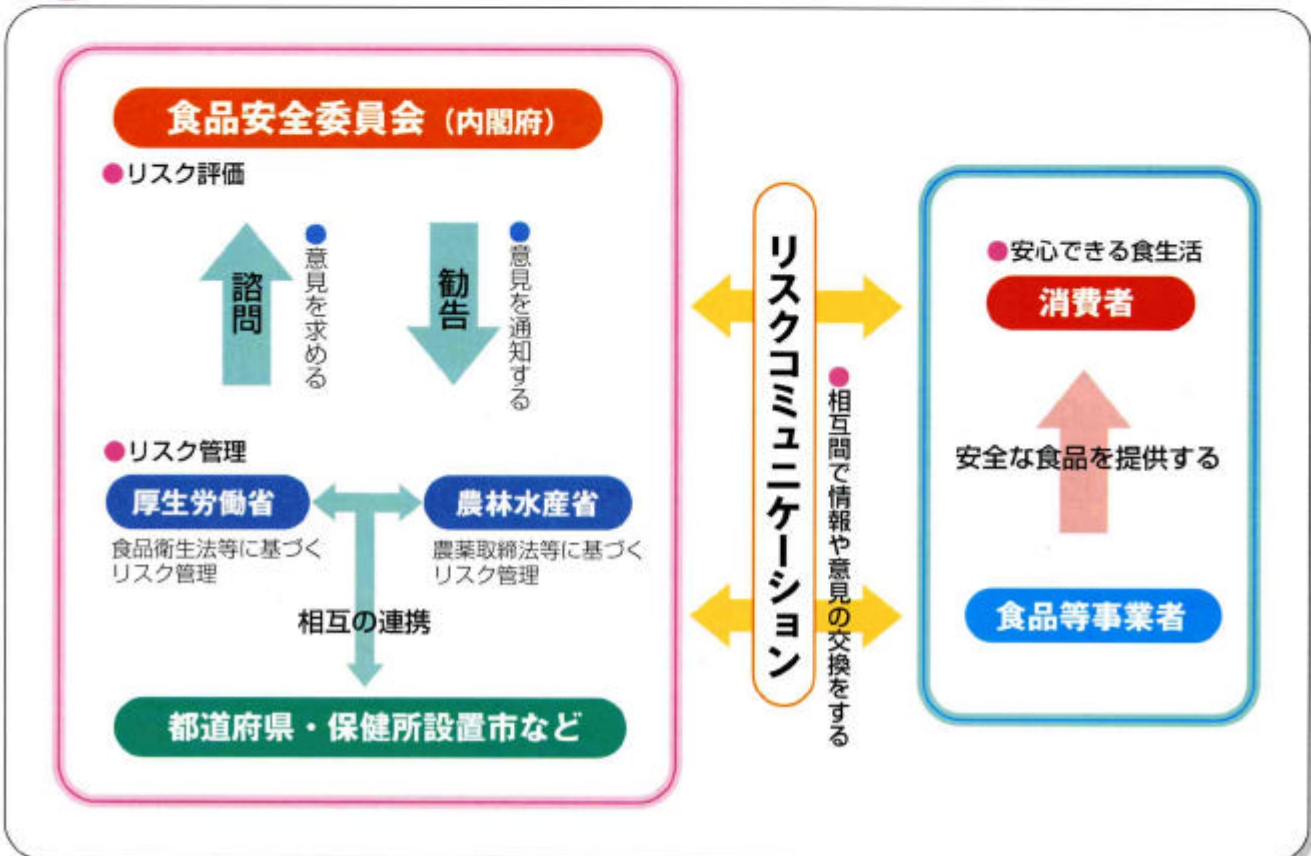 食品安全委員会（内閣府）
●リスク評価
諮問
●意見を求める
勧告
●意見を通知する
●リスク管理
厚生労働省
食品衛生法等に基づく
リスク管理
農林水産省
農薬取締法等に基づく
リスク管理
相互の連携
都道府県・保健所設置市など
リスクコミュニケーション
●相互間で情報や意見の交換をする
●安心できる食生活
消費者
安全な食品を提供する
食品等事業者